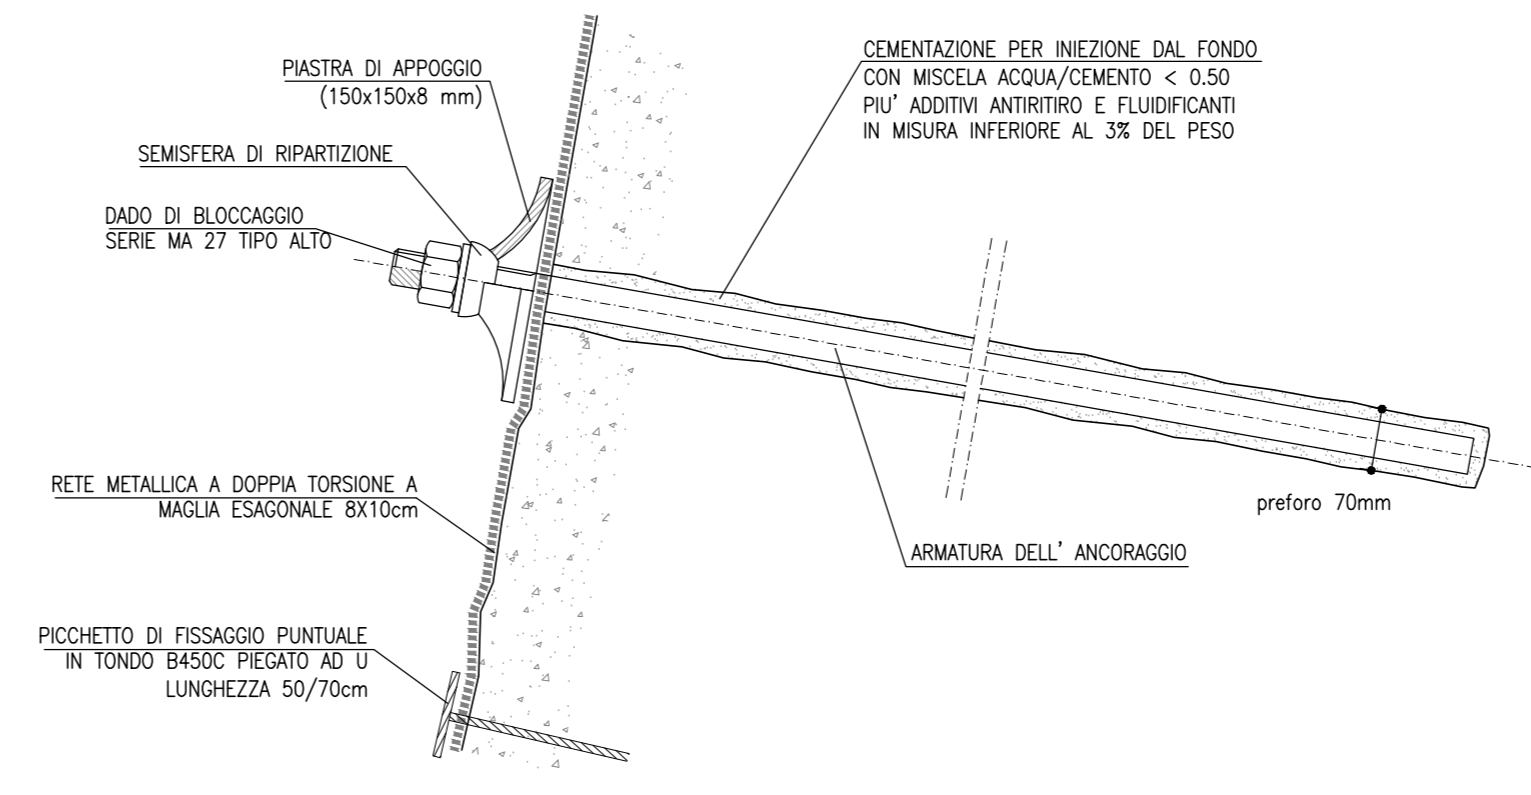 PIASTRA DI APPOGGIO
(150x150x8 mm)
SEMISFERA DI RIPARTIZIONE
DADO DI BLOCCAGGIO
SERIE MA 27 TIPO ALTO
CEMENTAZIONE PER INIEZIONE DAL FONDO
CON MISCELA ACQUA/CEMENTO < 0.50
PIU' ADDITIVI ANTIRITIRO E FLUIDIFICANTI
IN MISURA INFERIORE AL 3% DEL PESO
RETE METALLICA A DOPPIA TORSIONE A
MAGLIA ESAGONALE 8X10cm
preforo 70mm
ARMATURA DELL' ANCORAGGIO
PICCHETTO DI FISSAGGIO PUNTUALE
IN TONDO B450C PIEGATO AD U
LUNGHEZZA 50/70cm